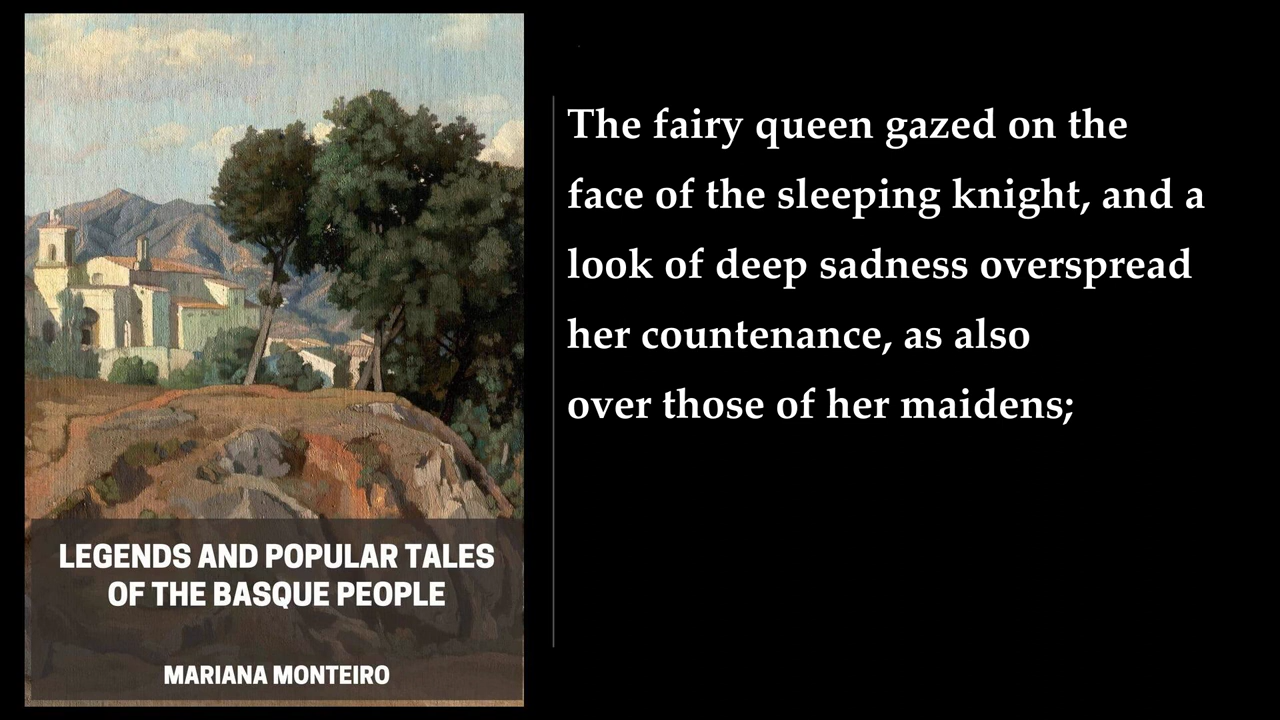 The fairy queen gazed on the
face of the sleeping knight, and a
look of deep sadness overspread
her countenance, as also
over those of her maidens;
LEGENDS AND POPULAR TALES
OF THE BASQUE PEOPLE
MARIANA MONTEIRO